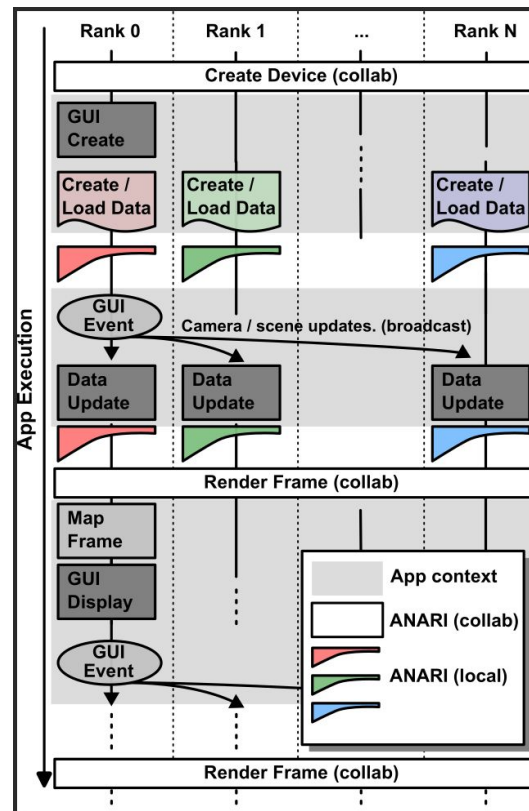 Rank 0
Rank 1
...
Rank N
Create Device (collab)
GUI
Create
Create /
Load Data
Create /
Load Data
Create /
Load Data
GUI
Event
Camera / scene updates. (broadcast)
Data
Update
Data
Update
Data
Update
App Execution
Render Frame (collab)
Map
Frame
GUI
Display
GUI
Event
App context
ANARI (collab)
ANARI (local)
Render Frame (collab)